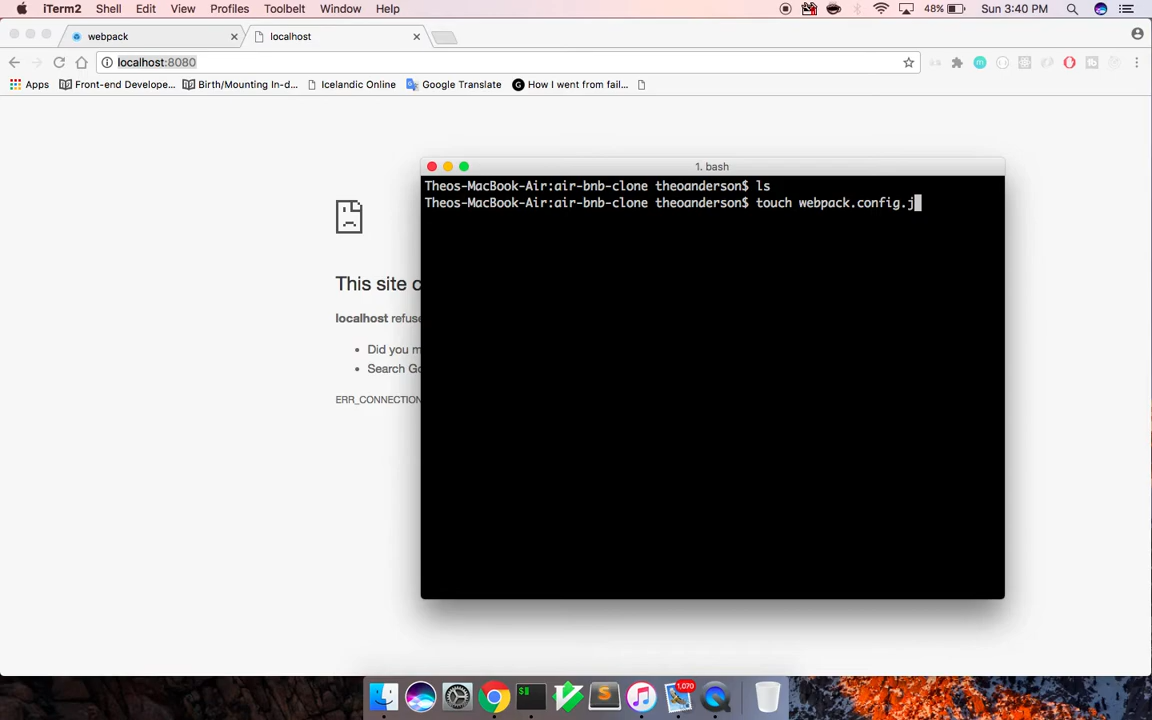 iTerm2 Shell Edit View Profiles Toolbelt Window Help 48% Sun 3:40 PM
webpack localhost
localhost:8080
Apps Front-end Develope... Birth/Mounting In-d... Icelandic Online Google Translate How I went from fail...
1. bash
Theos-MacBook-Air:air-bnb-clone theoanderson$ ls
Theos-MacBook-Air:air-bnb-clone theoanderson$ touch webpack.config.j
This site c
localhost refuse
Did you m
Search Go
ERR_CONNECTION
1,070